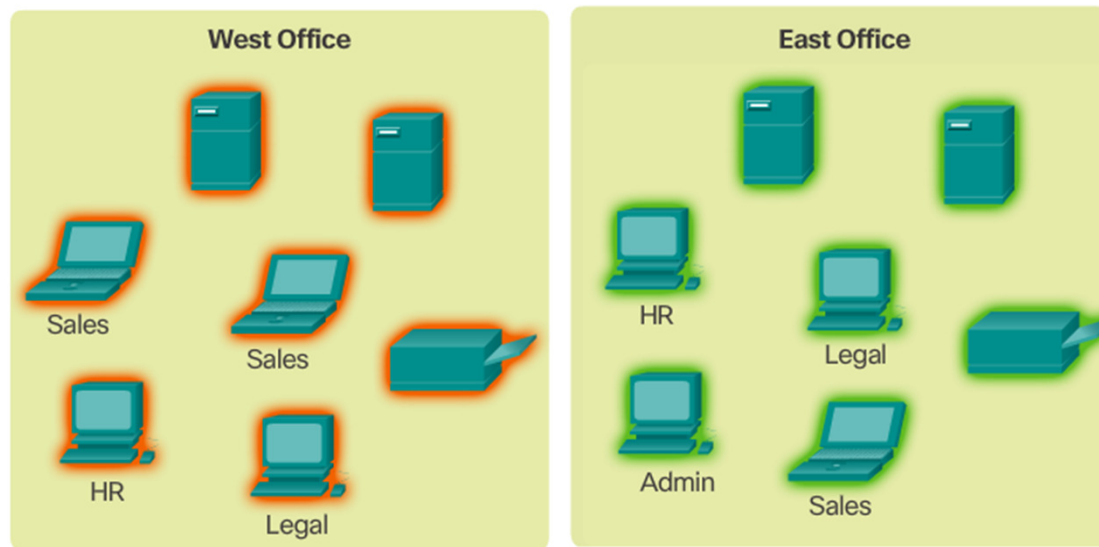 West Office
Sales
Sales
HR
Legal
East Office
HR
Legal
Admin
Sales